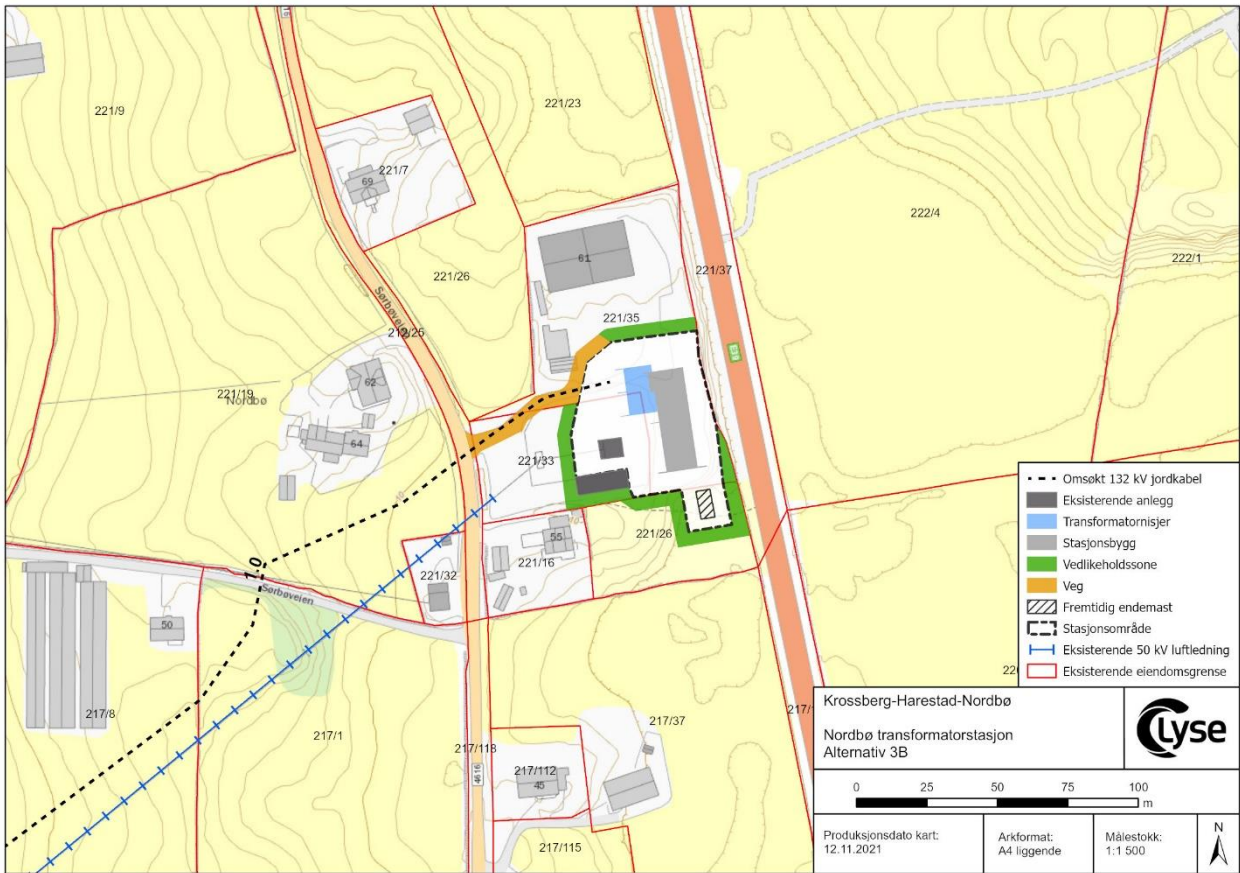 221/9
221/23
221/7
69
222/4
222/1
221/26
61
221/37
Sørbøveien
212/25
221/35
62
221/19
Nordbø
64
221/33
1.0
55
221/16
221/26
221/32
Sørbøveien
50
217/8
217/1
217/118
4616
217/37
217/112
45
217/115
Omsøkt 132 kV jordkabel
Eksisterende anlegg
Transformatornisjer
Stasjonsbygg
Vedlikeholdssone
Veg
Fremtidig endemast
Stasjonsområde
Eksisterende 50 kV luftledning
Eksisterende eiendomsgrense
Krossberg-Harestad-Nordbø
Nordbø transformatorstasjon
Alternativ 3B
Lyse
0 25 50 75 100
m
Produksjonsdato kart:
12.11.2021
Arkformat:
A4 liggende
Målestokk:
1:1 500
N